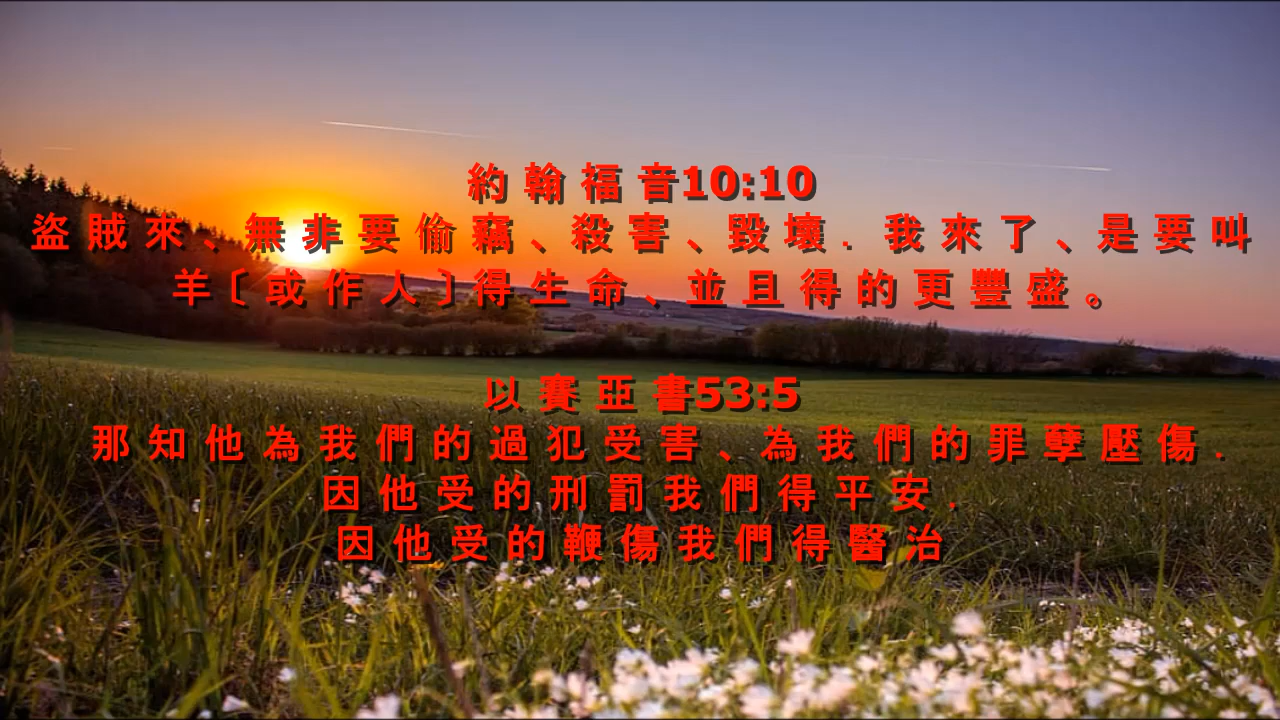 約翰福音10:10
盜賊來、無非要偷竊、殺害、毀壞．我來了、是要叫
羊〔或作人〕得生命、並且得的更豐盛。
以賽亞書53:5
那知他為我們的過犯受害、為我們的罪孽壓傷．
因他受的刑罰我們得平安．
因他受的鞭傷我們得醫治